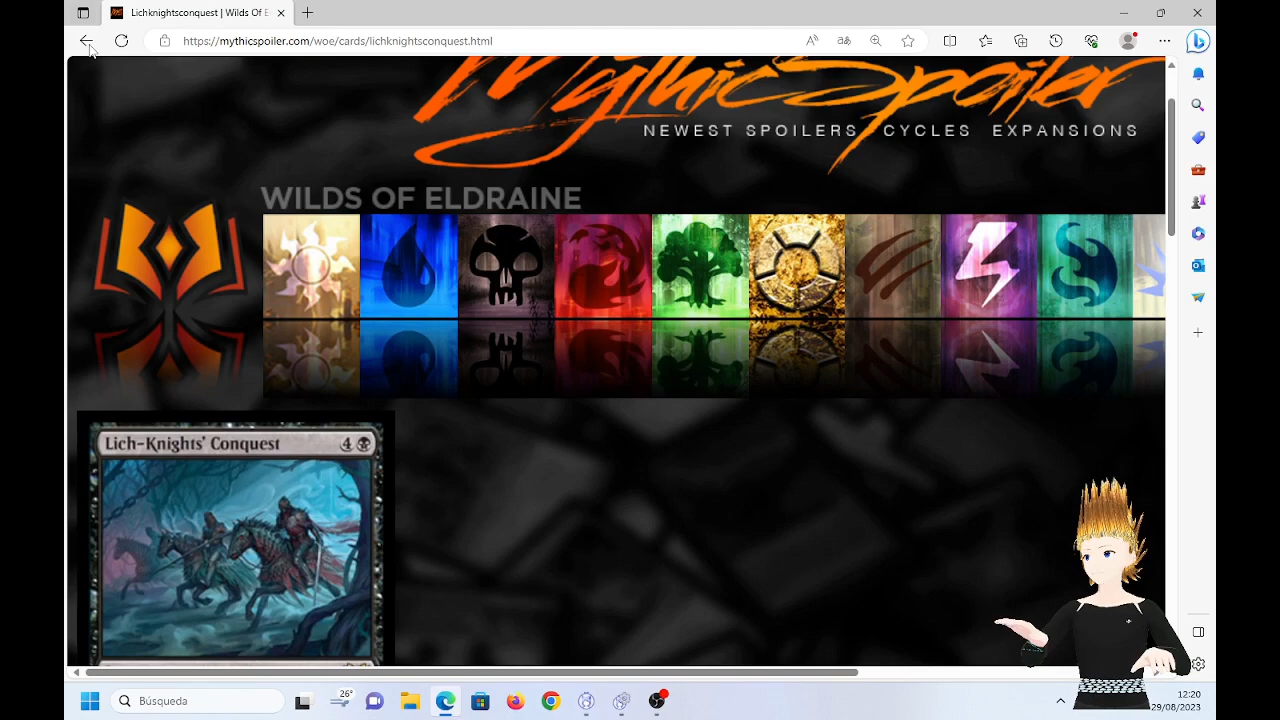 Lichknightsconquest | Wilds Of E
https://mythicspoiler.com/woe/cards/lichknightsconquest.html
MythicSpoiler
NEWEST SPOILERS CYCLES EXPANSIONS
WILDS OF ELDRAINE
Lich-Knights' Conquest 4
26°
Búsqueda
12:20
29/08/2023